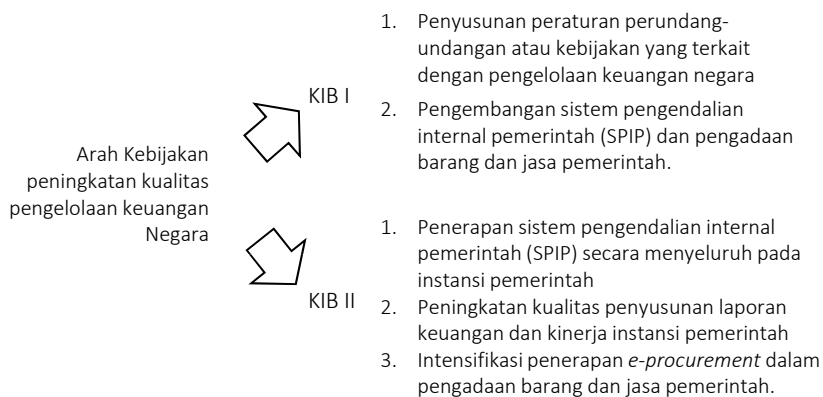 Arah Kebijakan
peningkatan kualitas
pengelolaan keuangan
Negara
KIB I
1. Penyusunan peraturan perundang-
undangan atau kebijakan yang terkait
dengan pengelolaan keuangan negara
2. Pengembangan sistem pengendalian
internal pemerintah (SPIP) dan pengadaan
barang dan jasa pemerintah.
KIB II
1. Penerapan sistem pengendalian internal
pemerintah (SPIP) secara menyeluruh pada
instansi pemerintah
2. Peningkatan kualitas penyusunan laporan
keuangan dan kinerja instansi pemerintah
3. Intensifikasi penerapan e-procurement dalam
pengadaan barang dan jasa pemerintah.